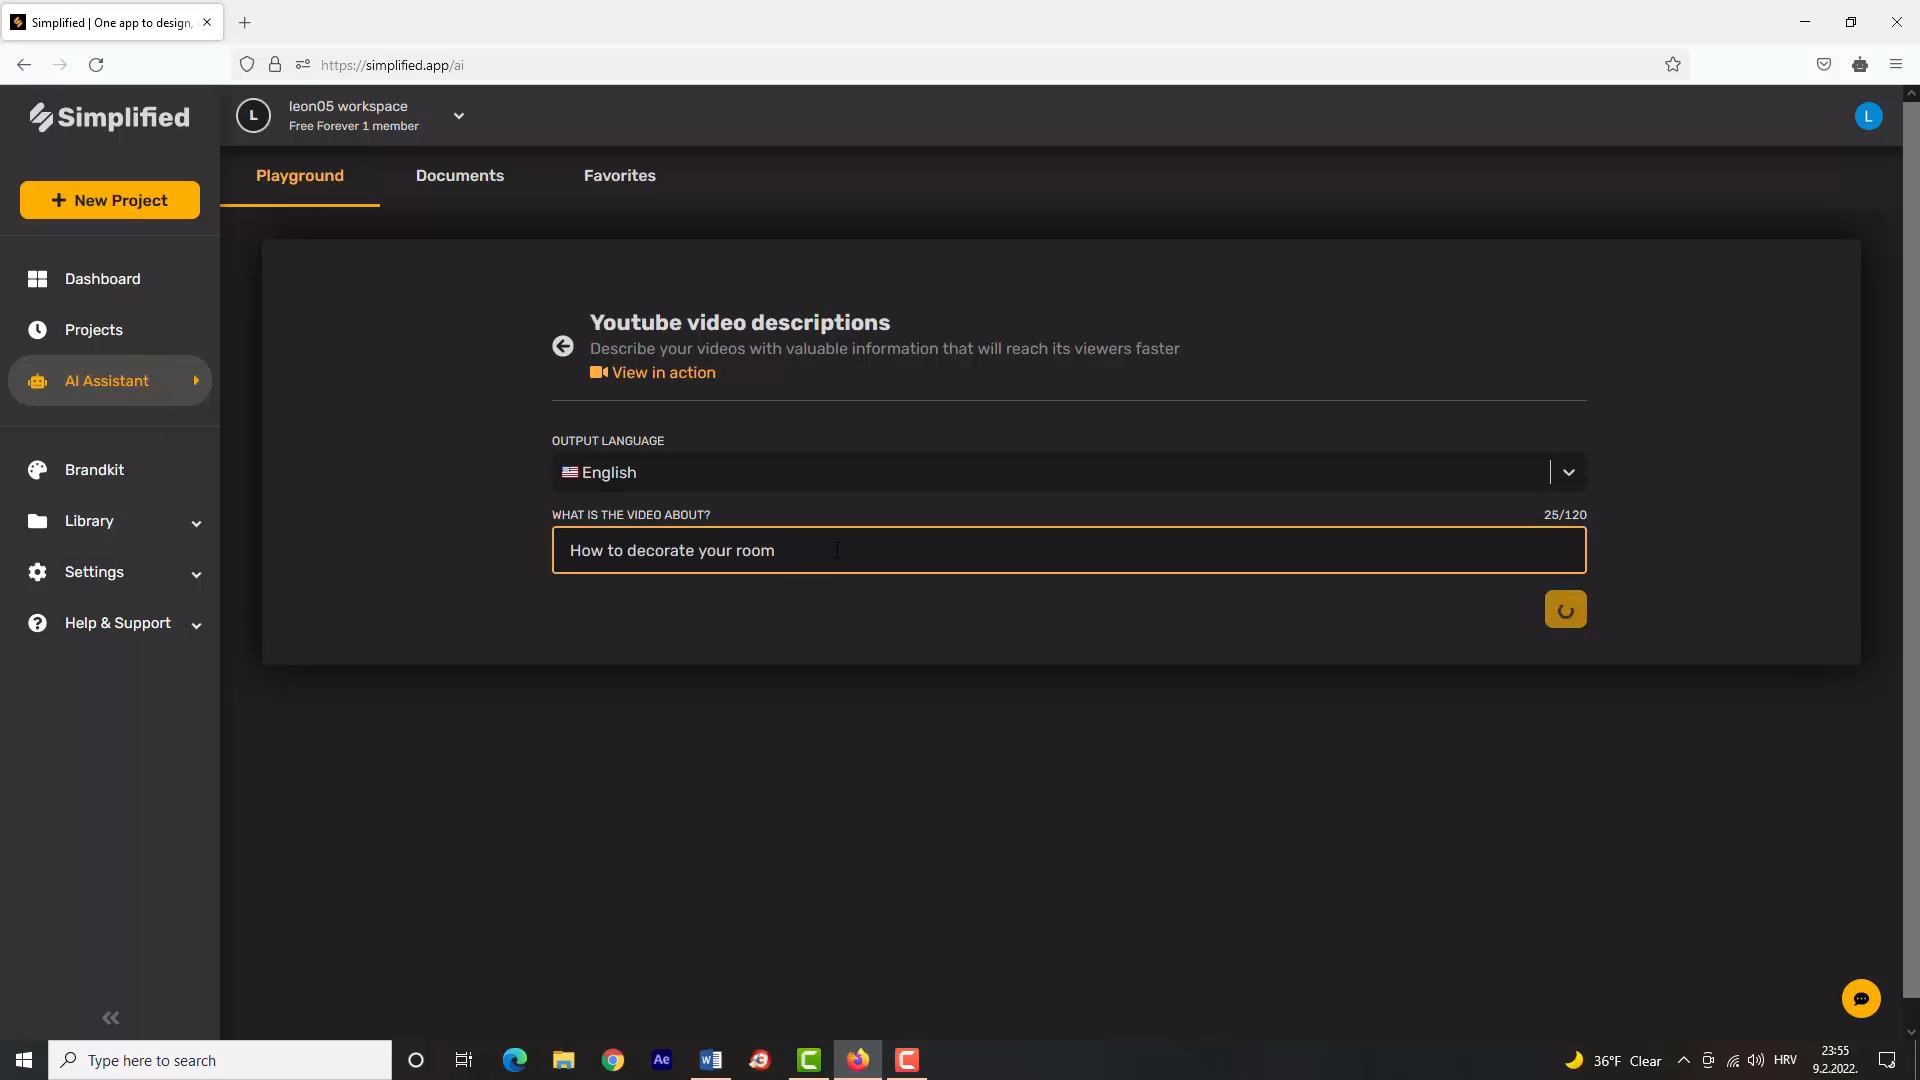 Simplified | One app to design,
https://simplified.app/ai
Simplified
L
leon05 workspace
Free Forever 1 member
L
New Project
Playground
Documents
Favorites
Dashboard
Projects
AI Assistant
Brandkit
Library
Settings
Help & Support
Youtube video descriptions
Describe your videos with valuable information that will reach its viewers faster
View in action
OUTPUT LANGUAGE
English
WHAT IS THE VIDEO ABOUT?
25/120
How to decorate your room
Type here to search
Ae
36°F Clear
HRV
23:55
9.2.2022.